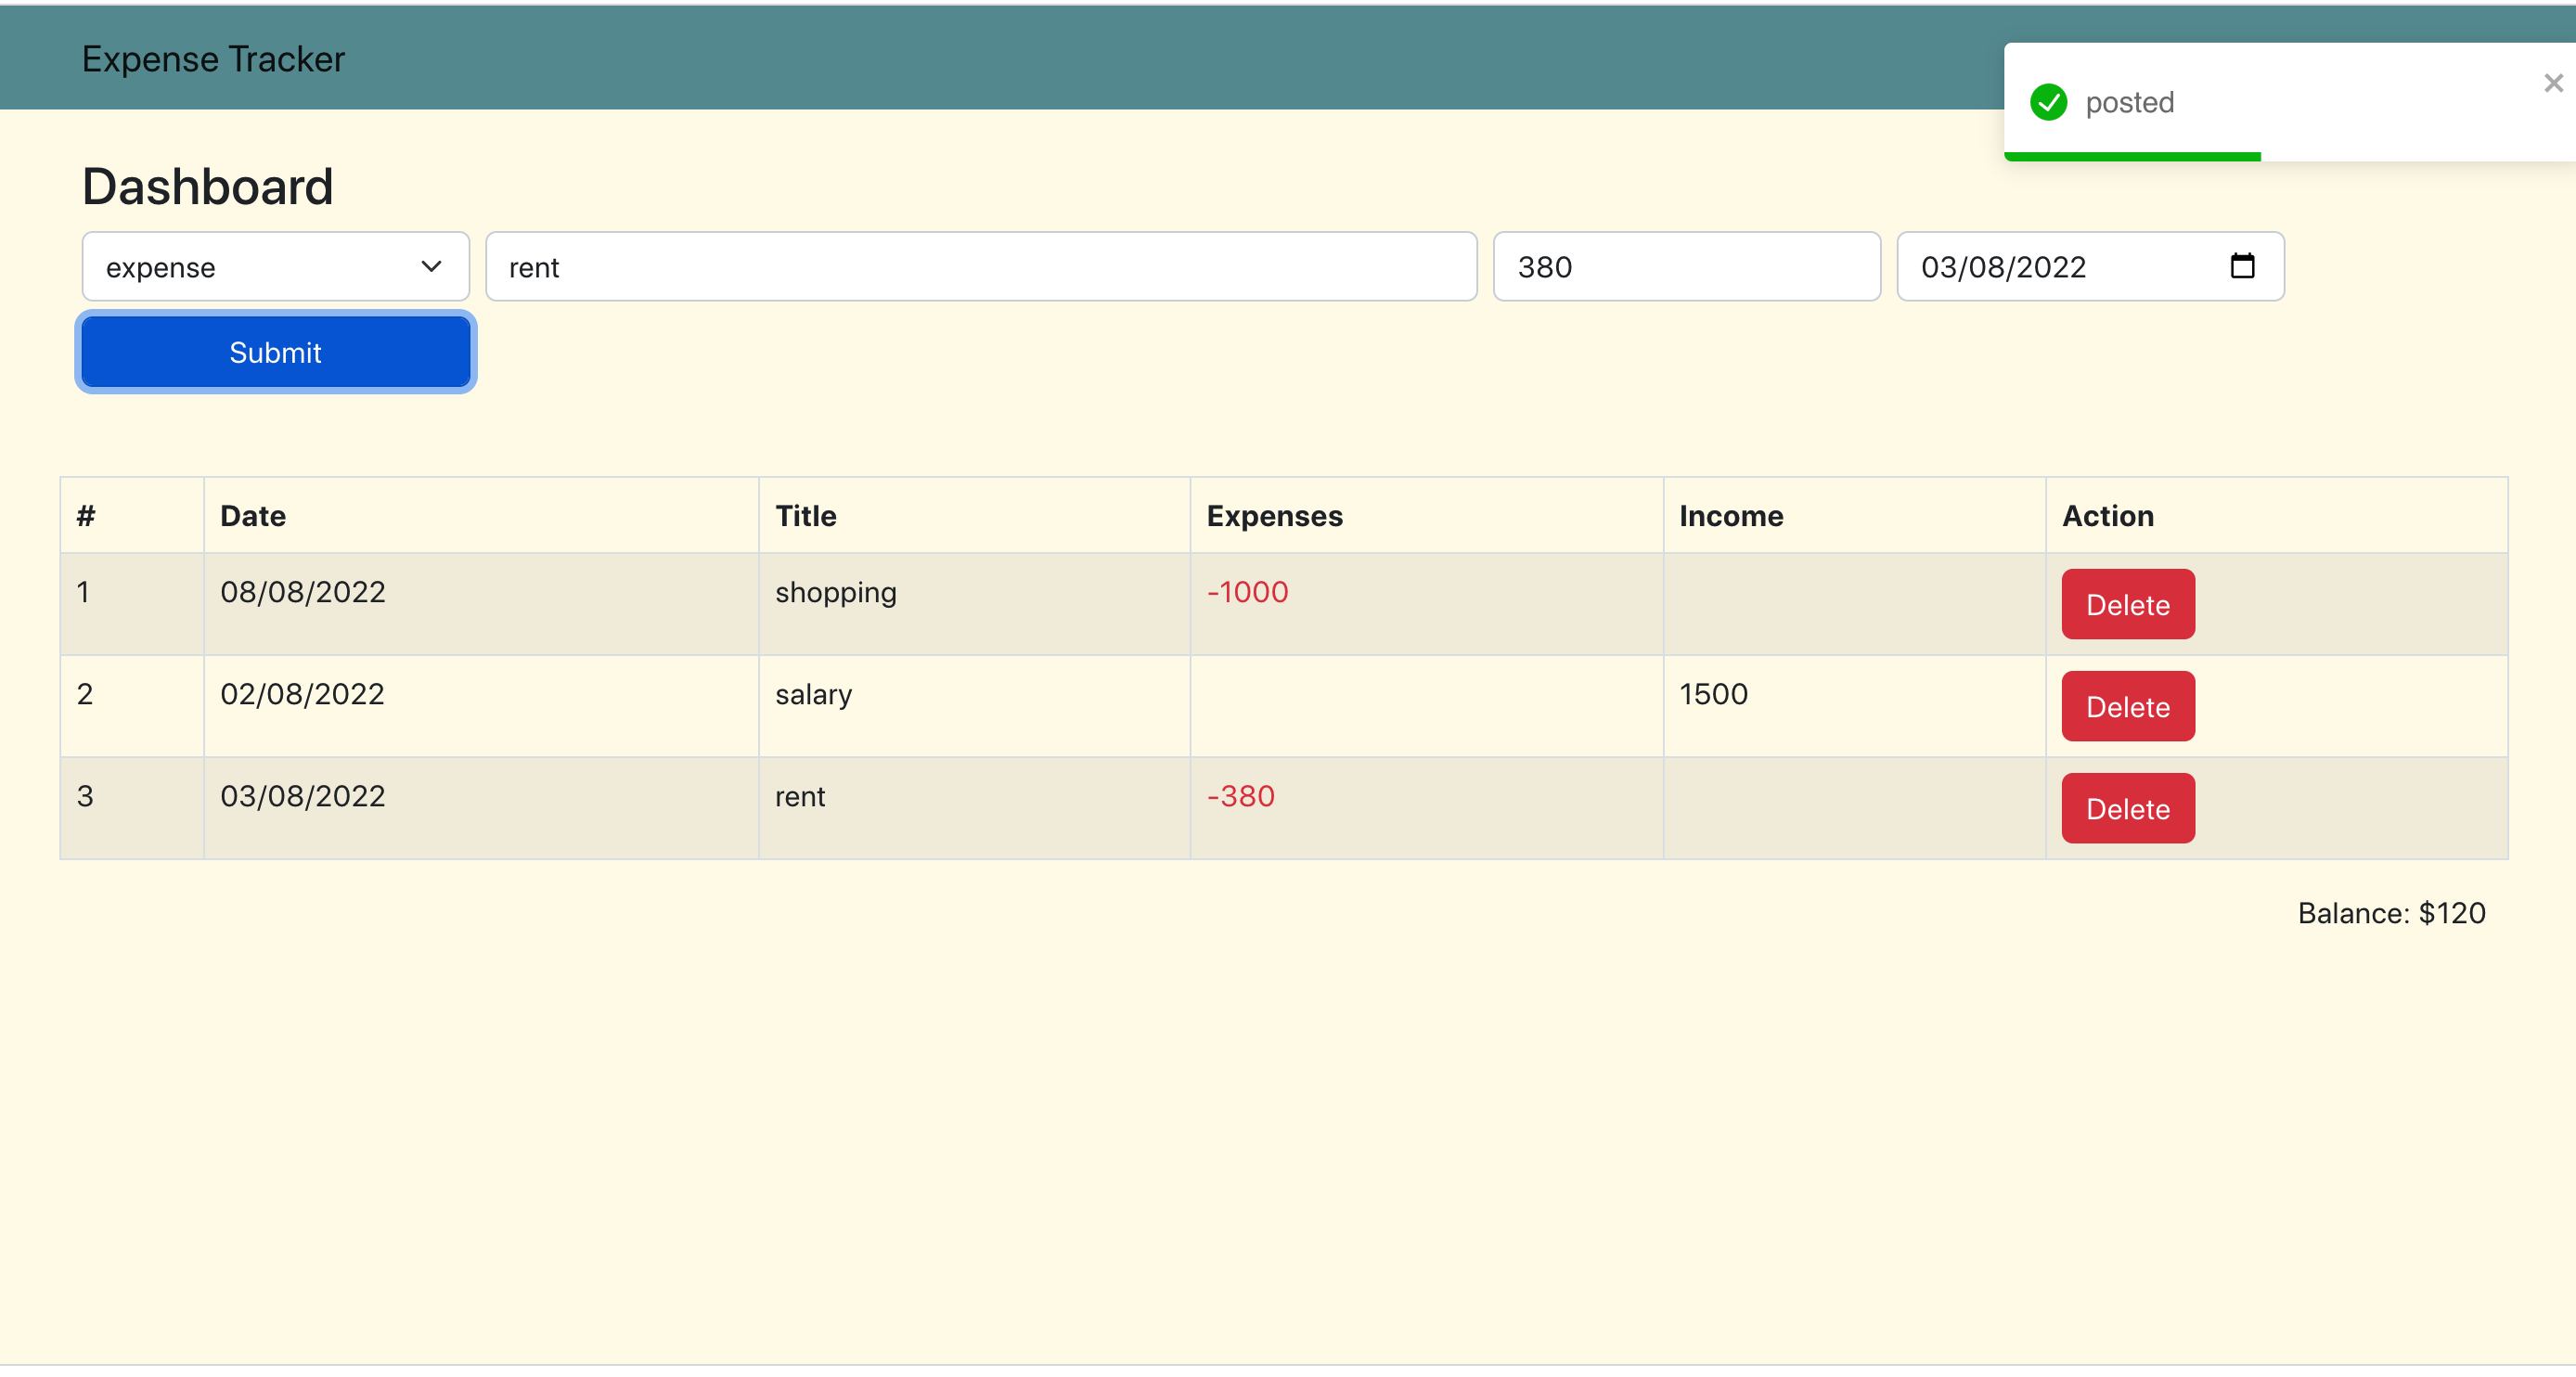 Expense Tracker
posted
Dashboard
expense rent 380 03/08/2022
Submit
# Date Title Expenses Income Action
1 08/08/2022 shopping -1000 Delete
2 02/08/2022 salary 1500 Delete
3 03/08/2022 rent -380 Delete
Balance: $120